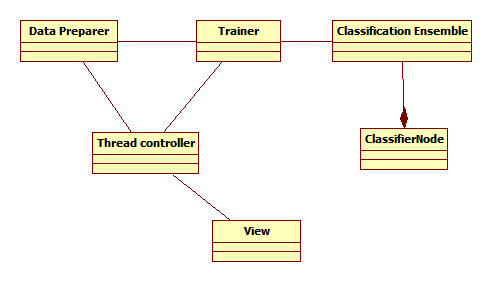 Data Preparer
Trainer
Classification Ensemble
Thread controller
ClassifierNode
View